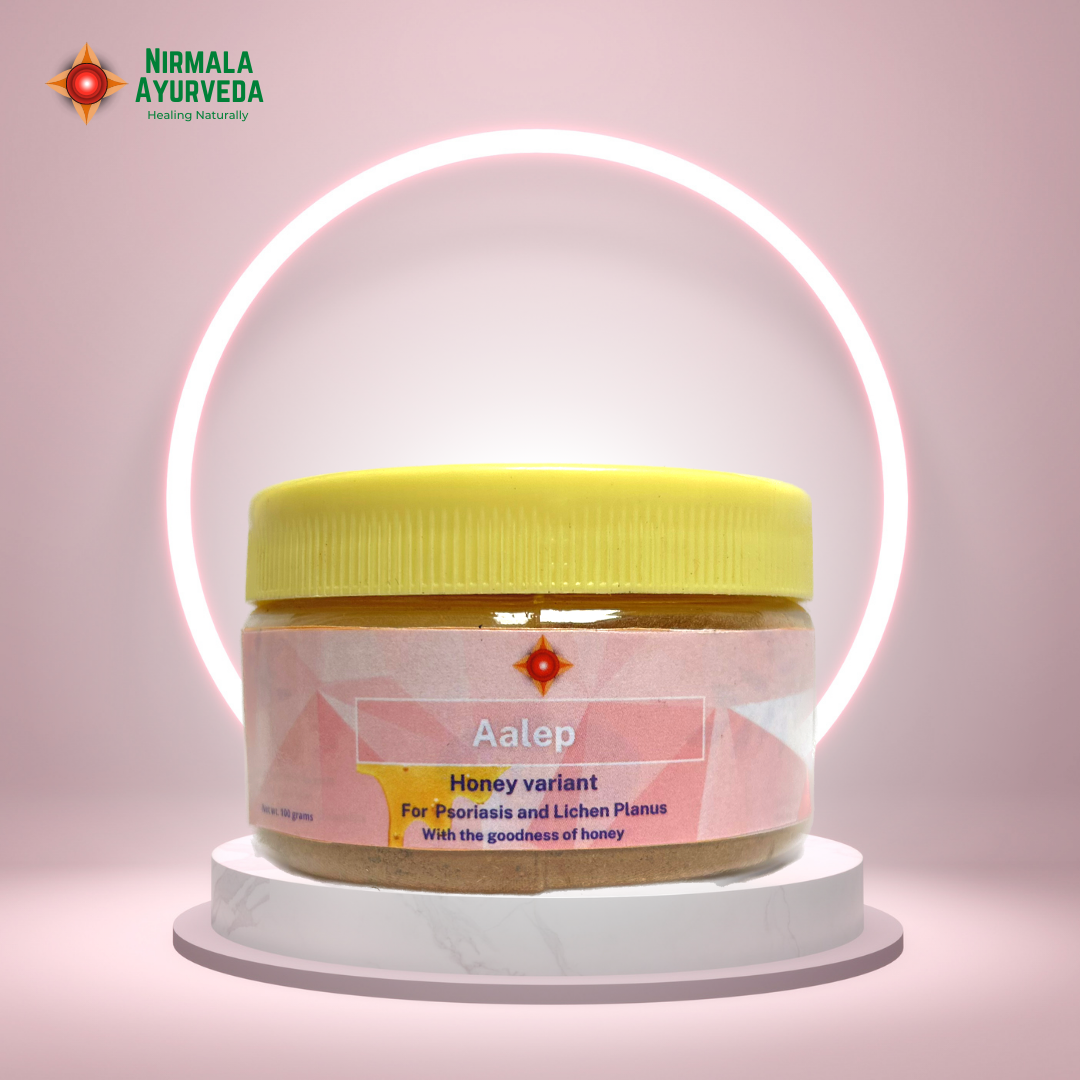 NIRMALA
AYURVEDA
Healing Naturally
Aalep
Honey variant
For Psoriasis and Lichen Planus
With the goodness of honey
Net wt. 100 grams